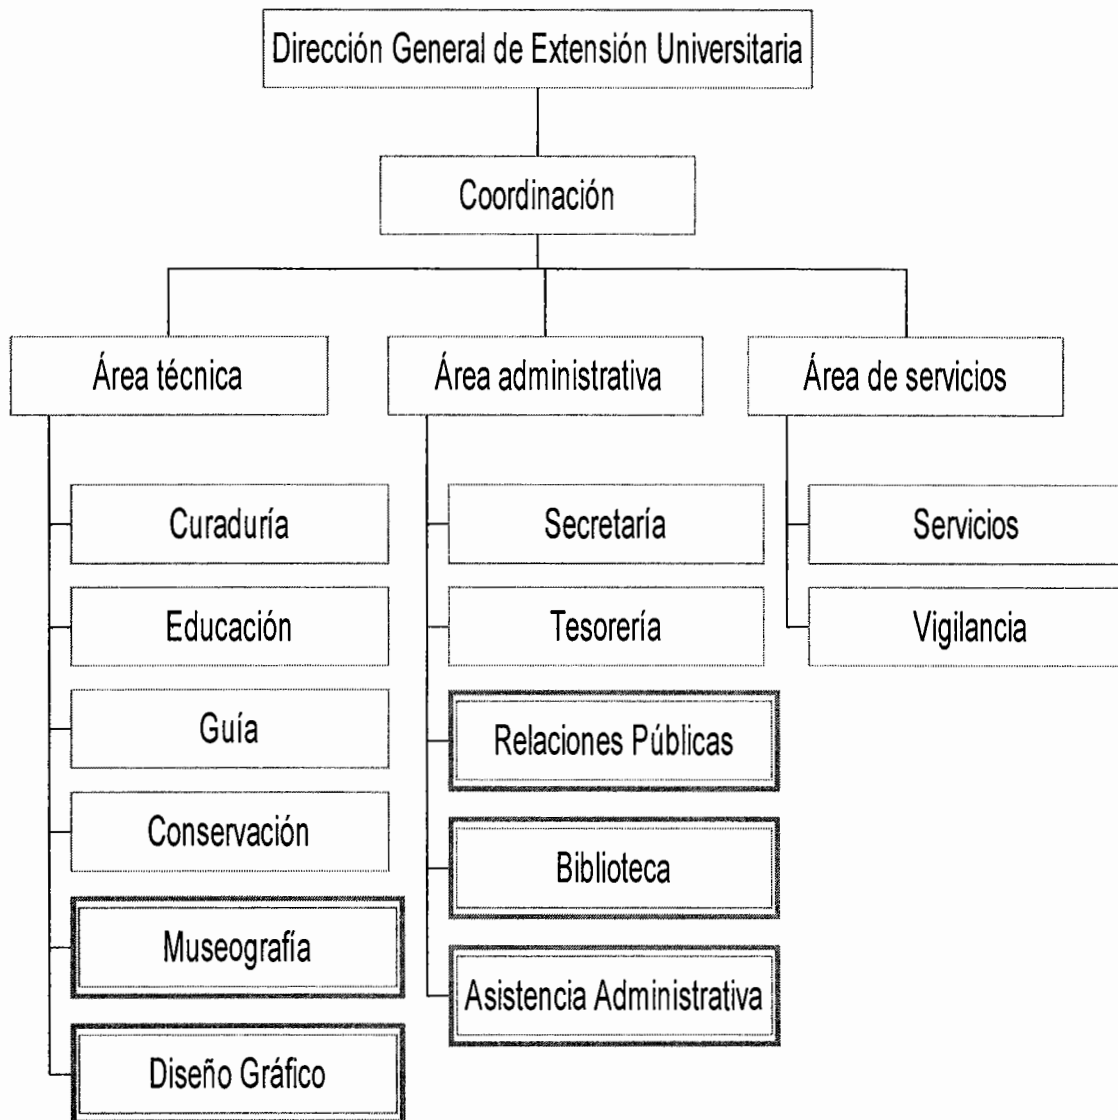 Dirección General de Extensión Universitaria
Coordinación
Área técnica
Área administrativa
Área de servicios
Curaduría
Educación
Guía
Conservación
Museografía
Diseño Gráfico
Secretaría
Tesorería
Relaciones Públicas
Biblioteca
Asistencia Administrativa
Servicios
Vigilancia